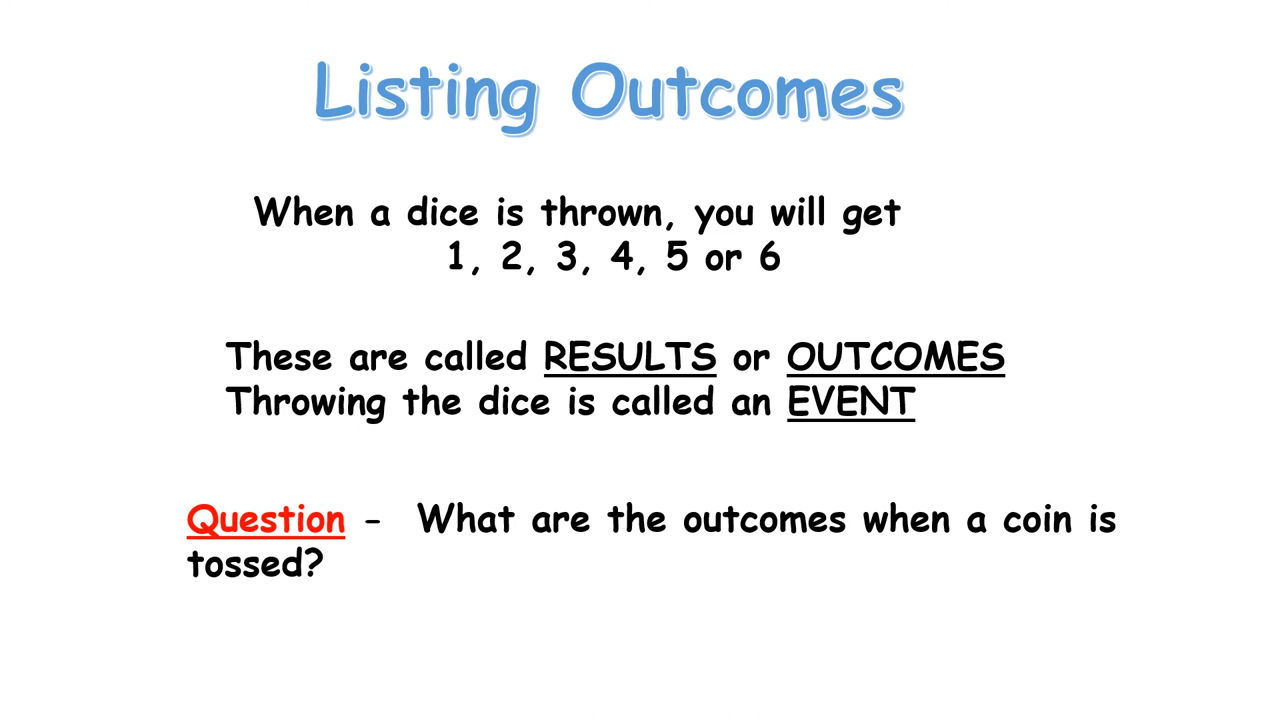 Listing Outcomes
When a dice is thrown, you will get
1, 2, 3, 4, 5 or 6
These are called RESULTS or OUTCOMES
Throwing the dice is called an EVENT
Question - What are the outcomes when a coin is
tossed?